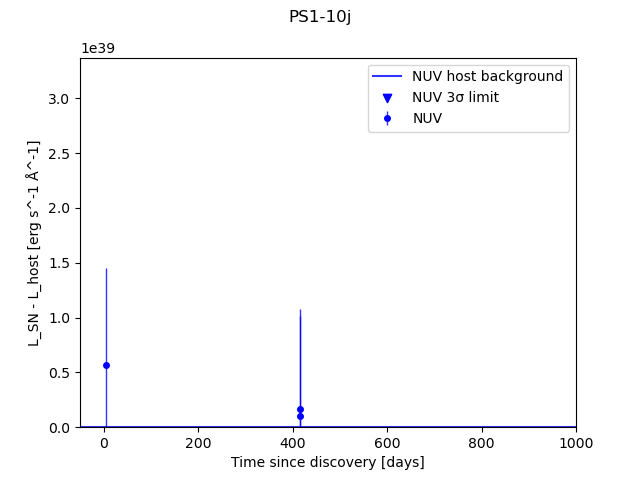 PS1-10j
1e39
NUV host background
NUV 3σ limit
NUV
3.0
2.5
2.0
1.5
1.0
0.5
0.0
L_SN - L_host [erg s^-1 Å^-1]
0 200 400 600 800 1000
Time since discovery [days]